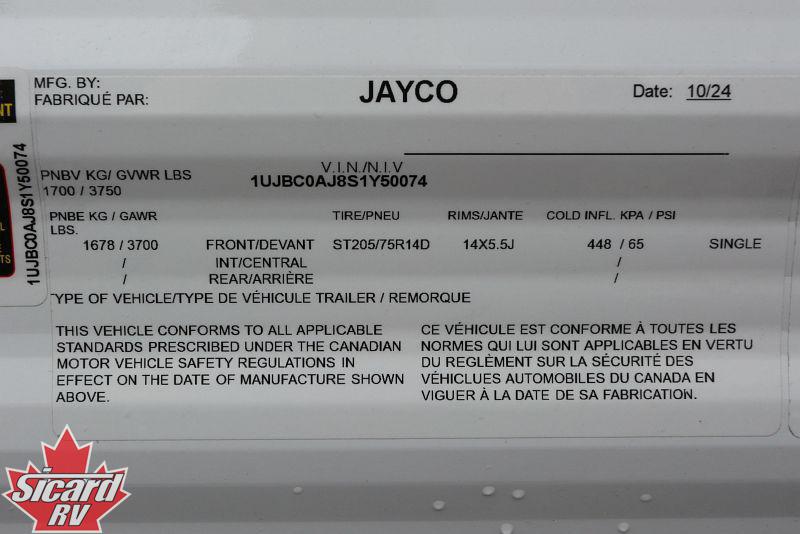 MFG. BY:
FABRIQUÉ PAR:
JAYCO
Date: 10/24
V.I.N./N.I.V
PNBV KG/ GVWR LBS
1700 / 3750
1UJBC0AJ8S1Y50074
PNBE KG / GAWR
LBS.
TIRE/PNEU
RIMS/JANTE
COLD INFL. KPA / PSI
1678 / 3700 FRONT/DEVANT ST205/75R14D 14X5.5J 448 / 65 SINGLE
/ INT/CENTRAL /
/ REAR/ARRIÈRE /
TYPE OF VEHICLE/TYPE DE VÉHICULE TRAILER / REMORQUE
THIS VEHICLE CONFORMS TO ALL APPLICABLE
STANDARDS PRESCRIBED UNDER THE CANADIAN
MOTOR VEHICLE SAFETY REGULATIONS IN
EFFECT ON THE DATE OF MANUFACTURE SHOWN
ABOVE.
CE VÉHICULE EST CONFORME À TOUTES LES
NORMES QUI LUI SONT APPLICABLES EN VERTU
DU REGLÈMENT SUR LA SÉCURITÉ DES
VÉHICLUES AUTOMOBILES DU CANADA EN
VIGUER À LA DATE DE SA FABRICATION.
1UJBC0AJ8S1Y50074
Sicard
RV